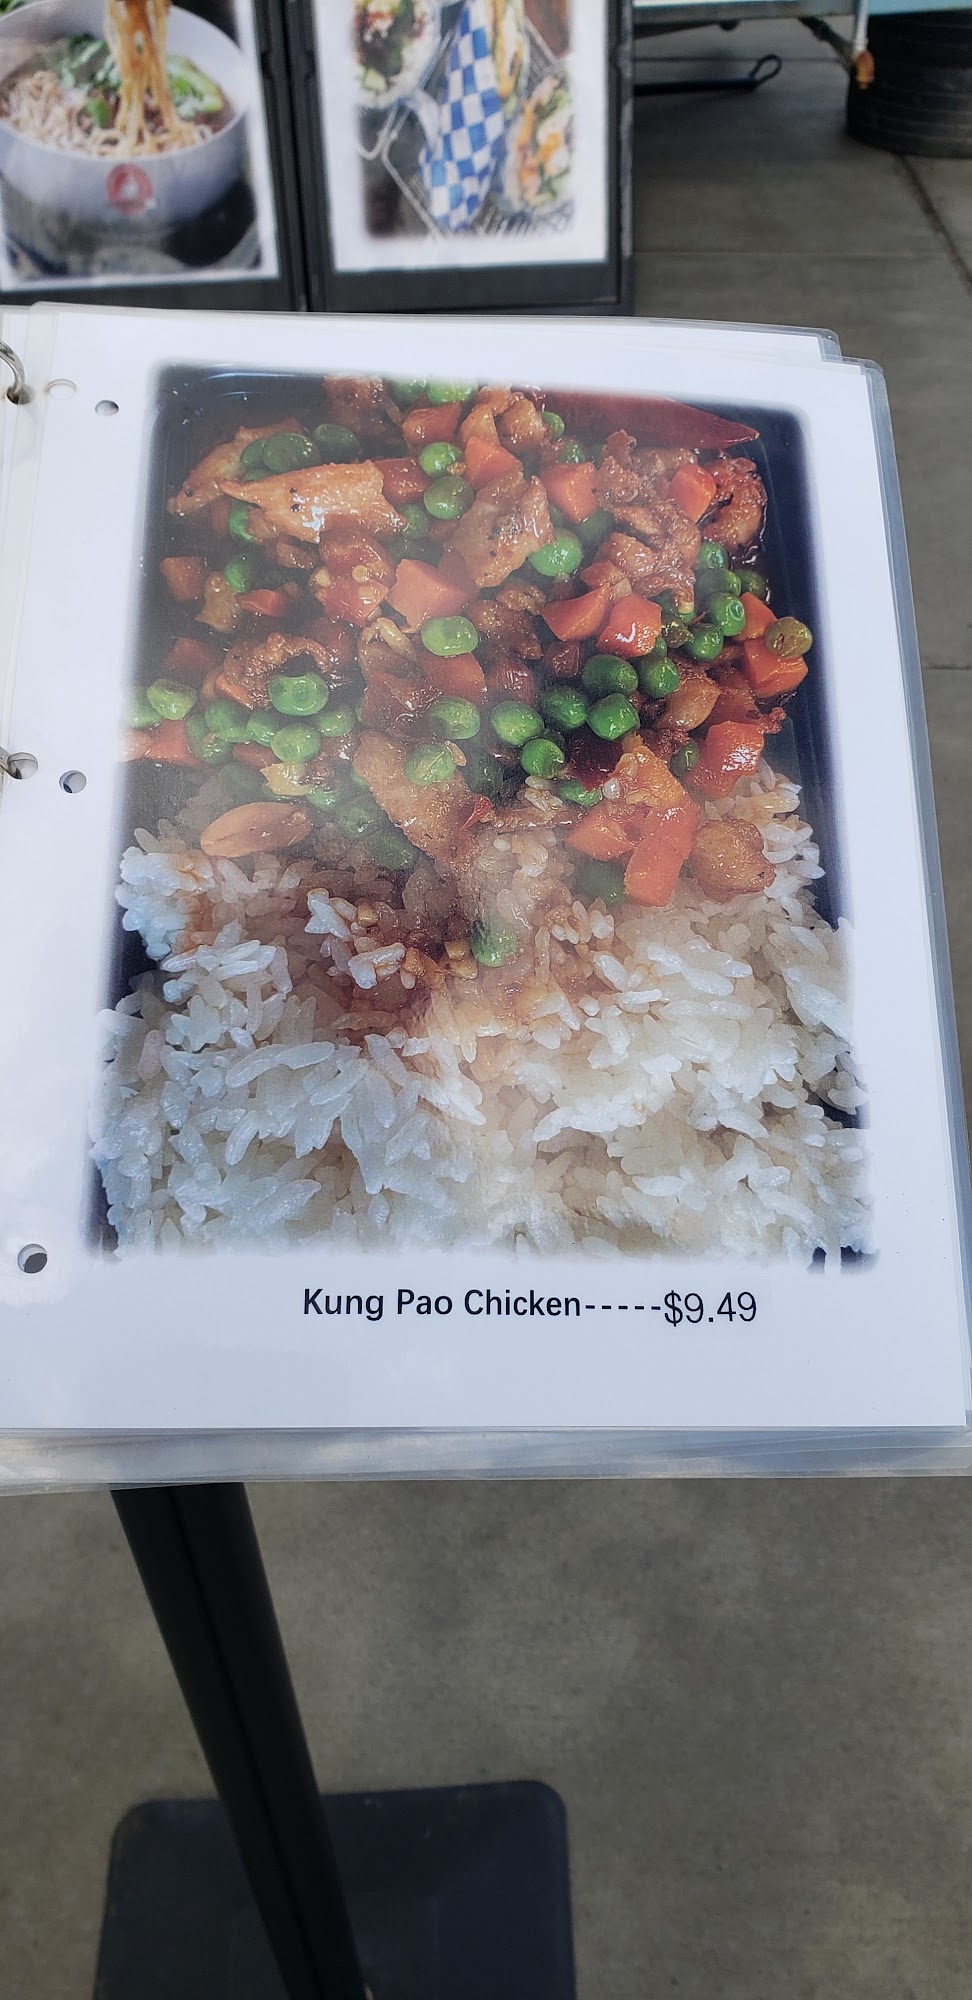 Kung Pao Chicken-----$9.49